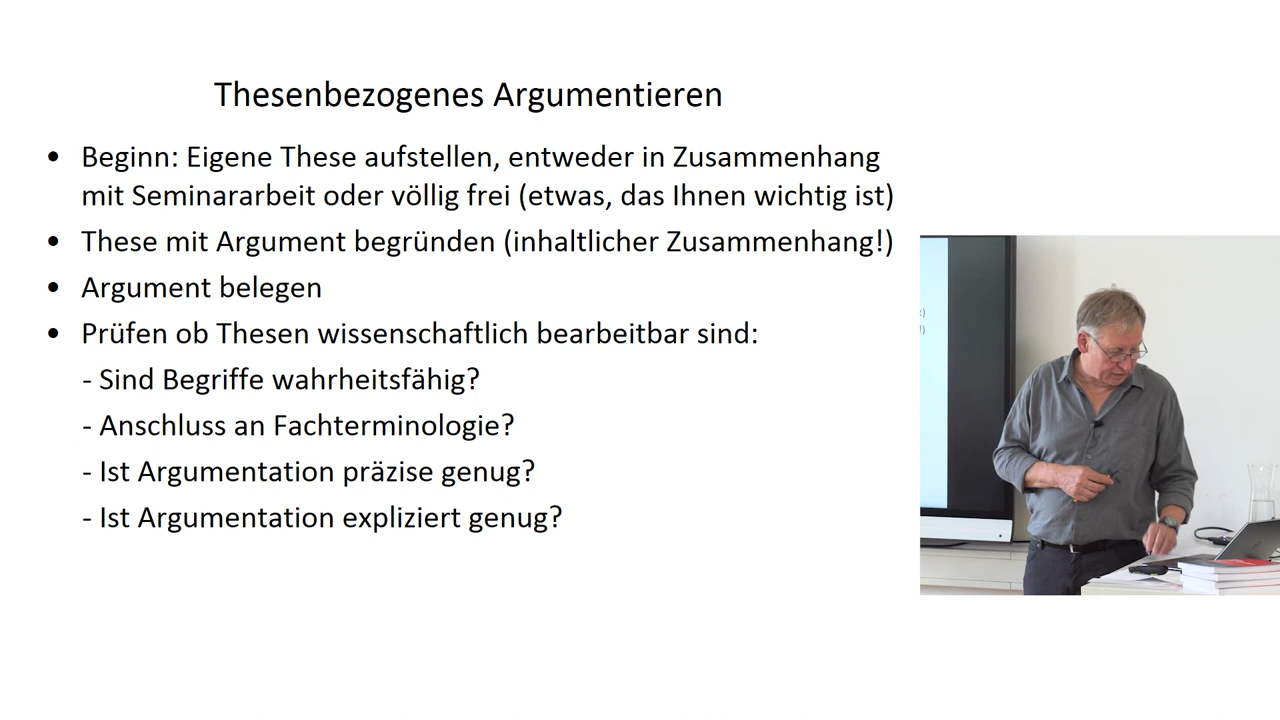 Thesenbezogenes Argumentieren
• Beginn: Eigene These aufstellen, entweder in Zusammenhang
mit Seminararbeit oder völlig frei (etwas, das Ihnen wichtig ist)
• These mit Argument begründen (inhaltlicher Zusammenhang!)
• Argument belegen
• Prüfen ob Thesen wissenschaftlich bearbeitbar sind:
- Sind Begriffe wahrheitsfähig?
- Anschluss an Fachterminologie?
- Ist Argumentation präzise genug?
- Ist Argumentation expliziert genug?